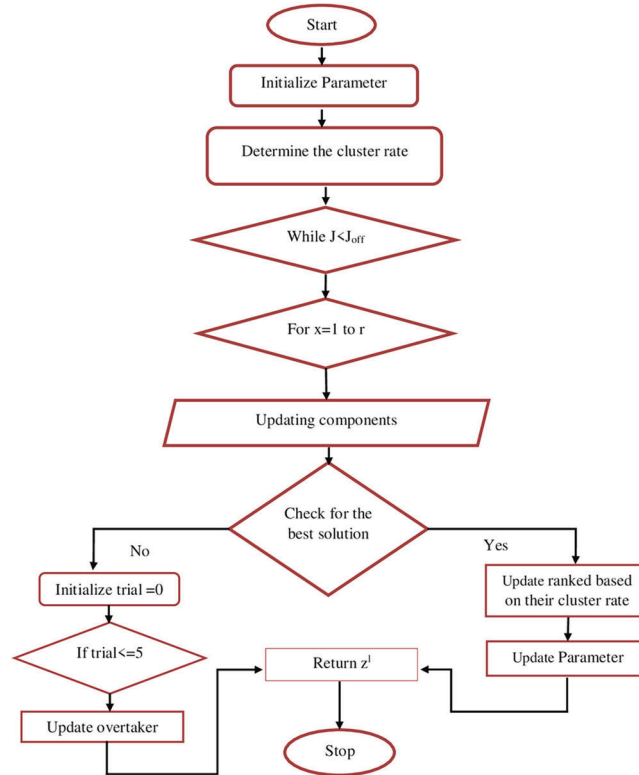 Start
Initialize Parameter
Determine the cluster rate
While J<J_off
For x=1 to r
Updating components
Check for the
best solution
No
Yes
Initialize trial =0
Update ranked based
on their cluster rate
If trial<=5
Return z^l
Update Parameter
Update overtaker
Stop